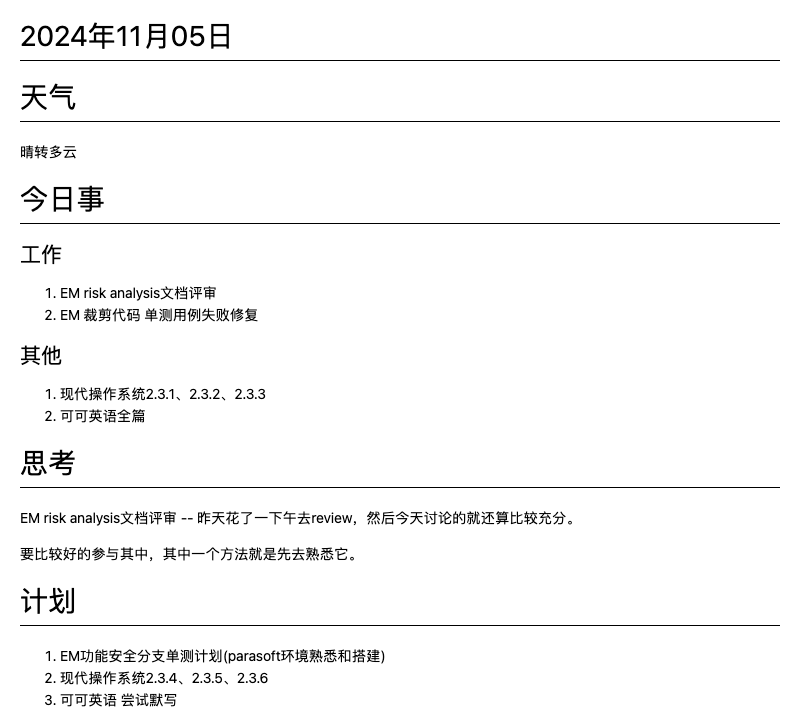 2024年11月05日
天气
晴转多云
今日事
工作
1. EM risk analysis文档评审
2. EM 裁剪代码 单测用例失败修复
其他
1. 现代操作系统2.3.1、2.3.2、2.3.3
2. 可可英语全篇
思考
EM risk analysis文档评审 -- 昨天花了一下午去review，然后今天讨论的就还算比较充分。
要比较好的参与其中，其中一个方法就是先去熟悉它。
计划
1. EM功能安全分支单测计划(parasoft环境熟悉和搭建)
2. 现代操作系统2.3.4、2.3.5、2.3.6
3. 可可英语 尝试默写